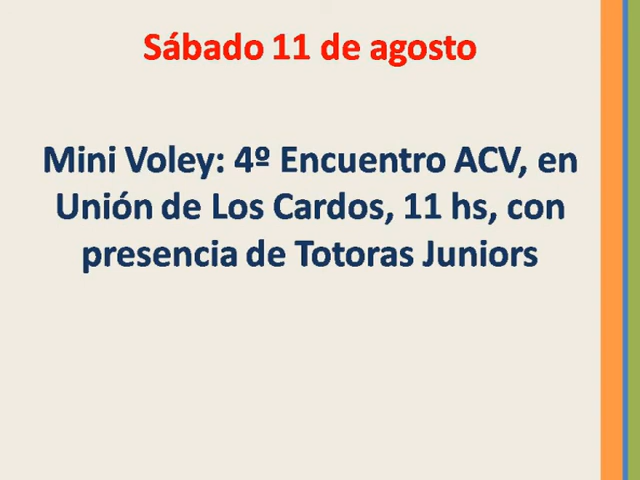 Sábado 11 de agosto
Mini Voley: 4º Encuentro ACV, en
Unión de Los Cardos, 11 hs, con
presencia de Totoras Juniors